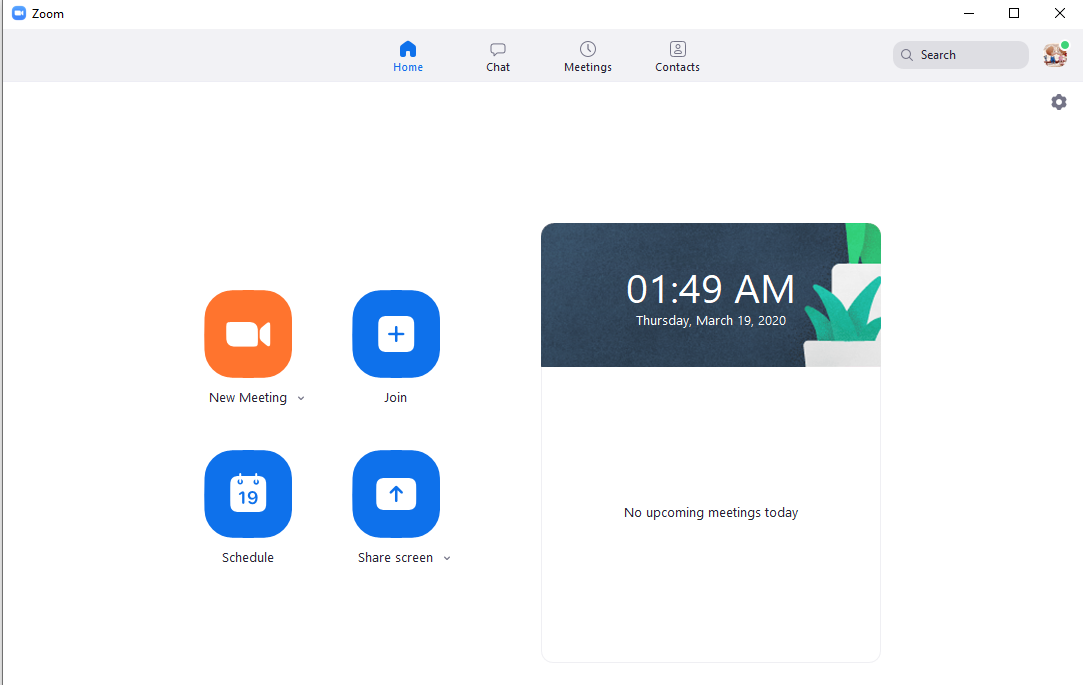 Zoom
Home
Chat
Meetings
Contacts
Search
01:49 AM
Thursday, March 19, 2020
New Meeting
Join
19
Schedule
Share screen
No upcoming meetings today